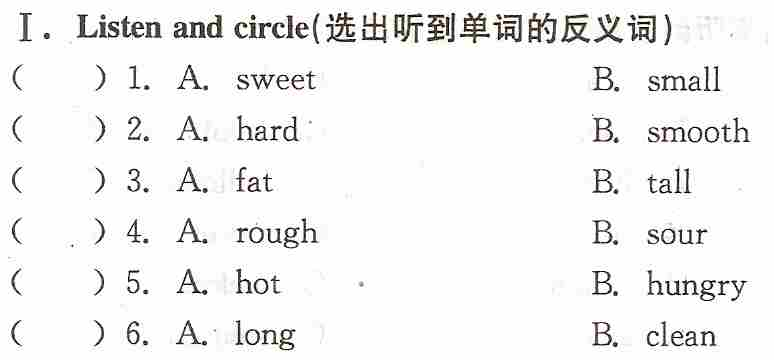 Ⅰ. Listen and circle(选出听到单词的反义词)
( ) 1. A. sweet B. small
( ) 2. A. hard B. smooth
( ) 3. A. fat B. tall
( ) 4. A. rough B. sour
( ) 5. A. hot B. hungry
( ) 6. A. long B. clean